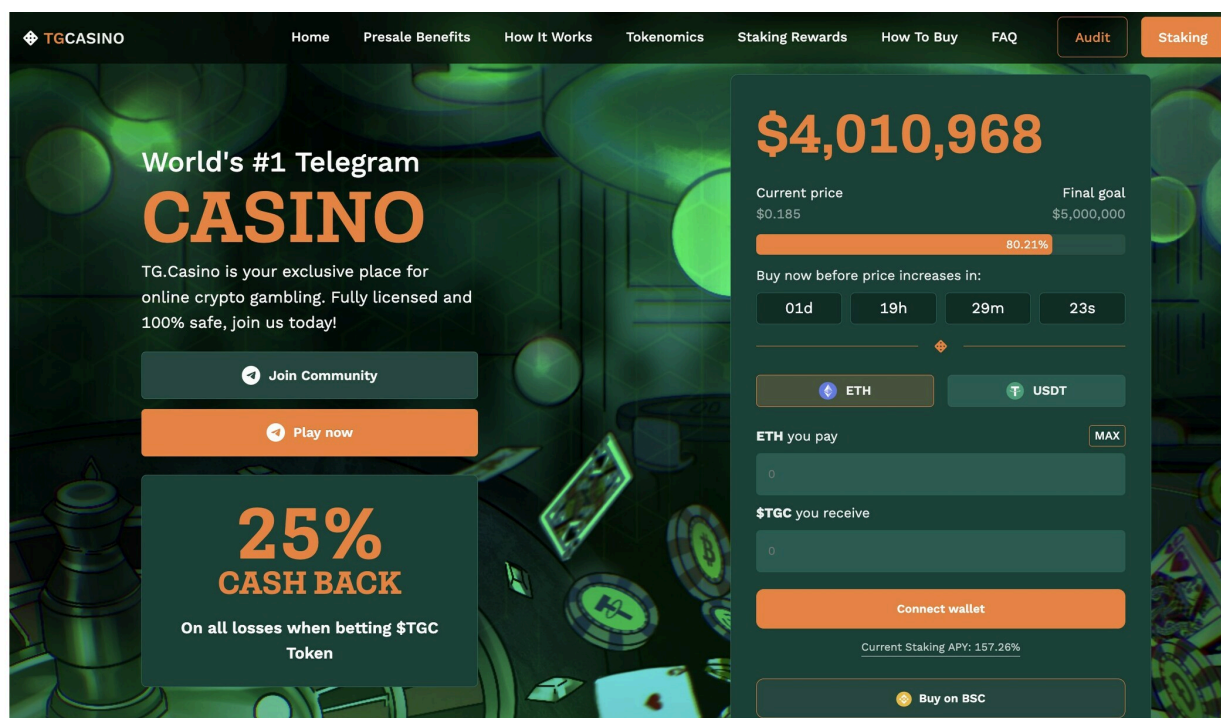 TGCASINO
Home Presale Benefits How It Works Tokenomics Staking Rewards How To Buy FAQ Audit Staking
World's #1 Telegram
CASINO
TG.Casino is your exclusive place for
online crypto gambling. Fully licensed and
100% safe, join us today!
Join Community
Play now
25%
CASH BACK
On all losses when betting $TGC
Token
$4,010,968
Current price Final goal
$0.185 $5,000,000
80.21%
Buy now before price increases in:
01d 19h 29m 23s
ETH USDT
ETH you pay MAX
0
$TGC you receive
0
Connect wallet
Current Staking APY: 157.26%
Buy on BSC